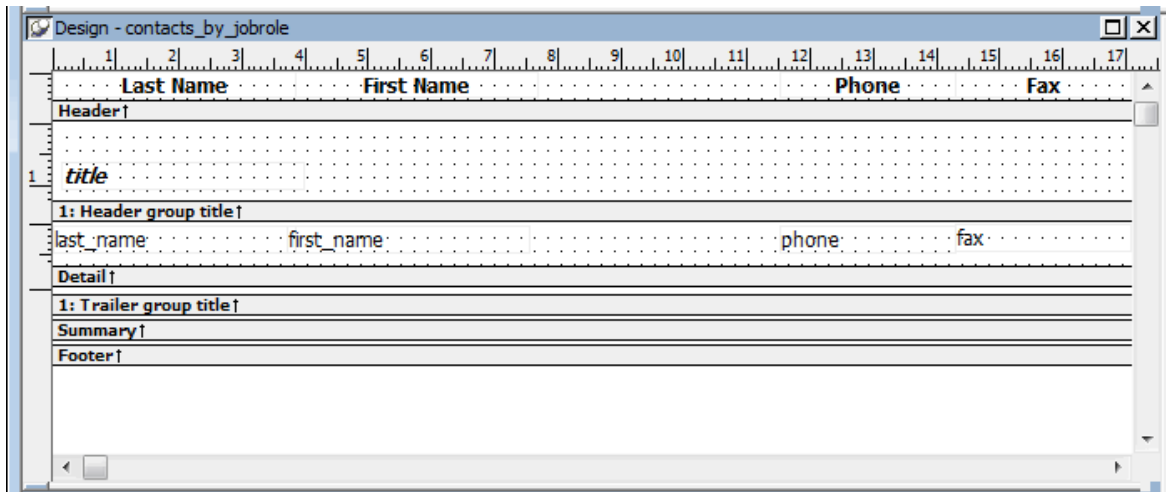 Design - contacts_by_jobrole
1 2 3 4 5 6 7 8 9 10 11 12 13 14 15 16 17
Last Name First Name Phone Fax
Header↑
1
title
1: Header group title↑
last_name first_name phone fax
Detail↑
1: Trailer group title↑
Summary↑
Footer↑